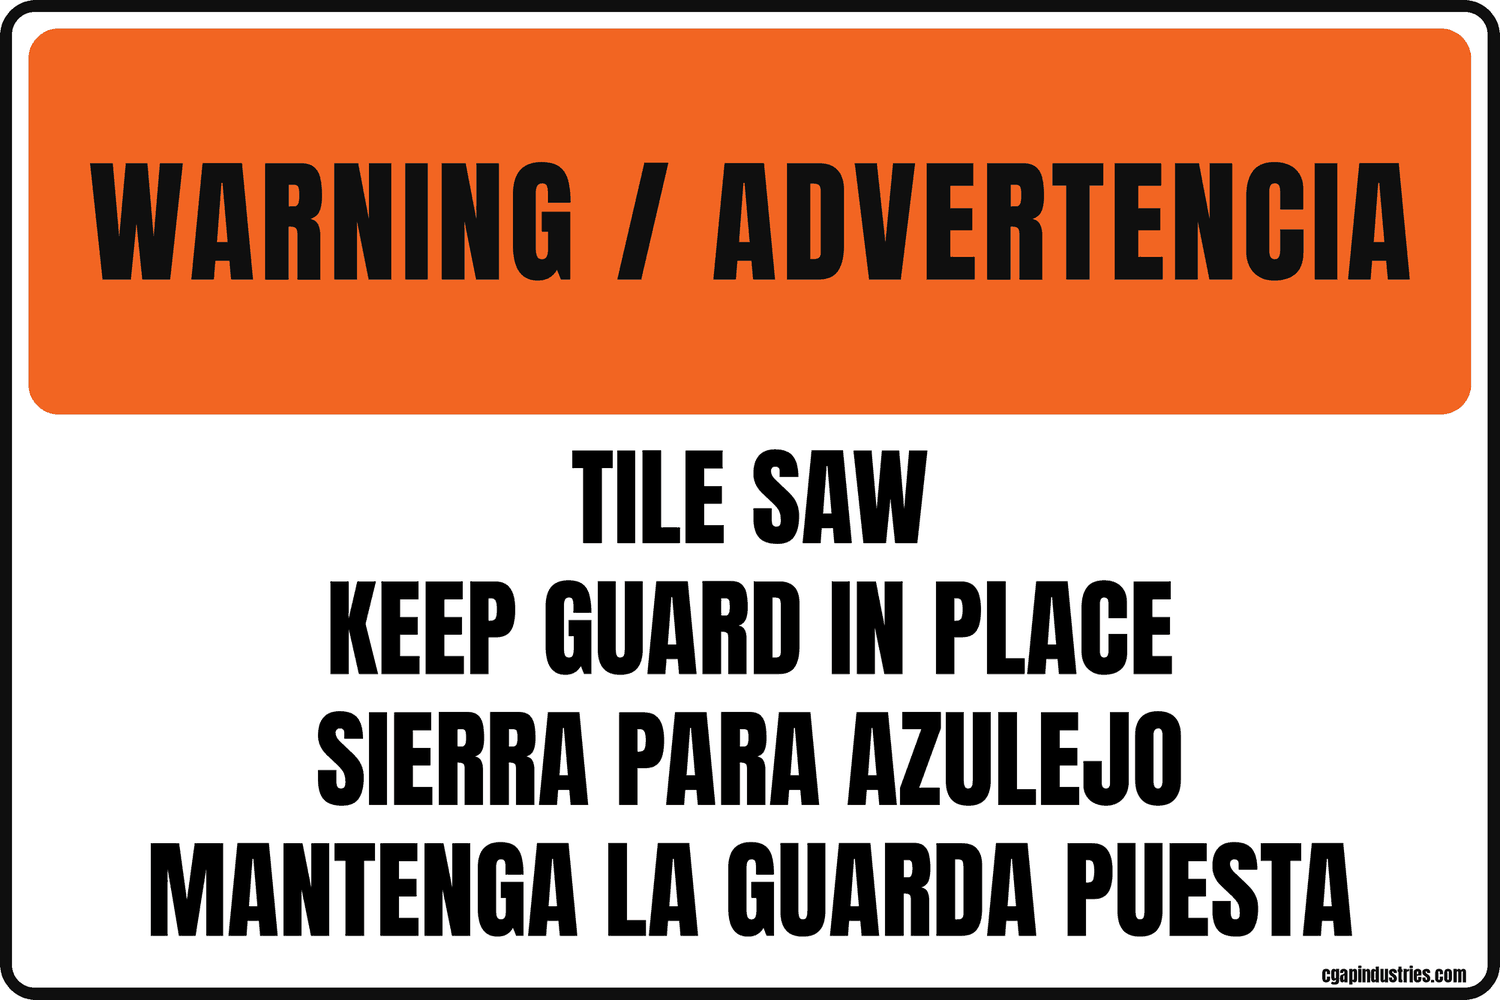 WARNING / ADVERTENCIA
TILE SAW
KEEP GUARD IN PLACE
SIERRA PARA AZULEJO
MANTENGA LA GUARDA PUESTA
cgapindustries.com